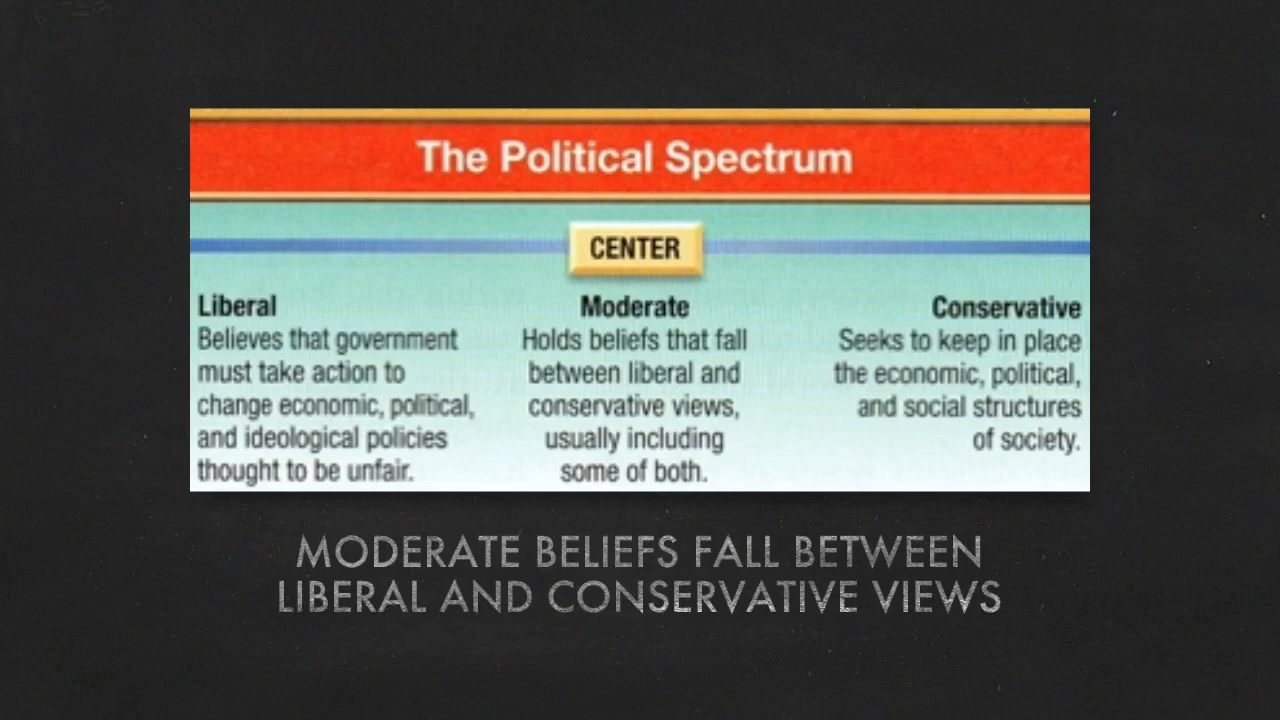 The Political Spectrum
CENTER
Liberal
Believes that government
must take action to
change economic, political,
and ideological policies
thought to be unfair.
Moderate
Holds beliefs that fall
between liberal and
conservative views,
usually including
some of both.
Conservative
Seeks to keep in place
the economic, political,
and social structures
of society.
MODERATE BELIEFS FALL BETWEEN
LIBERAL AND CONSERVATIVE VIEWS